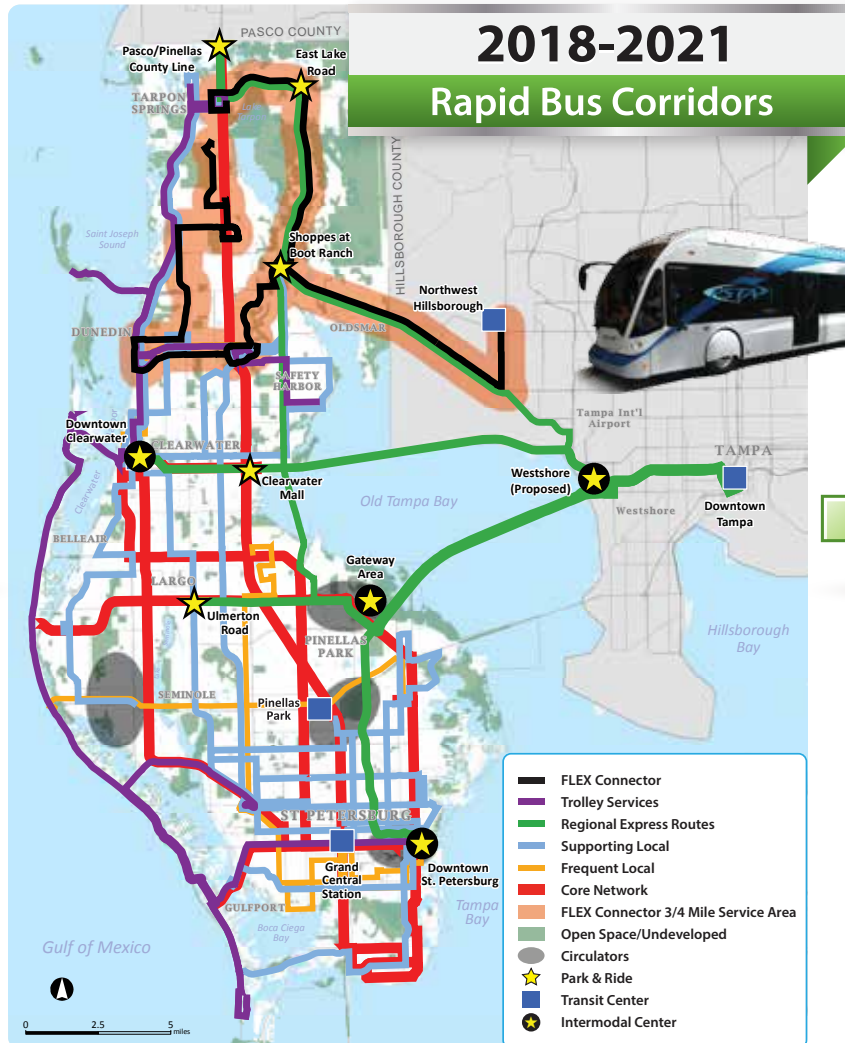 2018-2021
Rapid Bus Corridors
PASCO COUNTY
Pasco/Pinellas
County Line
East Lake
Road
TARPON
SPRINGS
HILLSBOROUGH COUNTY
Saint Joseph
Sound
Shoppes at
Boot Ranch
Northwest
Hillsborough
DUNEDIN
OLDSMAR
SAFETY
HARBOR
Tampa Int'l
Airport
Downtown
Clearwater
CLEARWATER
TAMPA
Clearwater
Mall
Westshore
(Proposed)
Clearwater
Old Tampa Bay
Downtown
Tampa
Westshore
BELLEAIR
Gateway
Area
LARGO
Ulmerton
Road
PINELLAS
PARK
Hillsborough
Bay
SEMINOLE
Pinellas
Park
ST PETERSBURG
Grand
Central
Station
Downtown
St. Petersburg
GULFPORT
Tampa
Bay
Baca Ciega
Bay
Gulf of Mexico
0 2.5 5
miles
FLEX Connector
Trolley Services
Regional Express Routes
Supporting Local
Frequent Local
Core Network
FLEX Connector 3/4 Mile Service Area
Open Space/Undeveloped
Circulators
Park & Ride
Transit Center
Intermodal Center